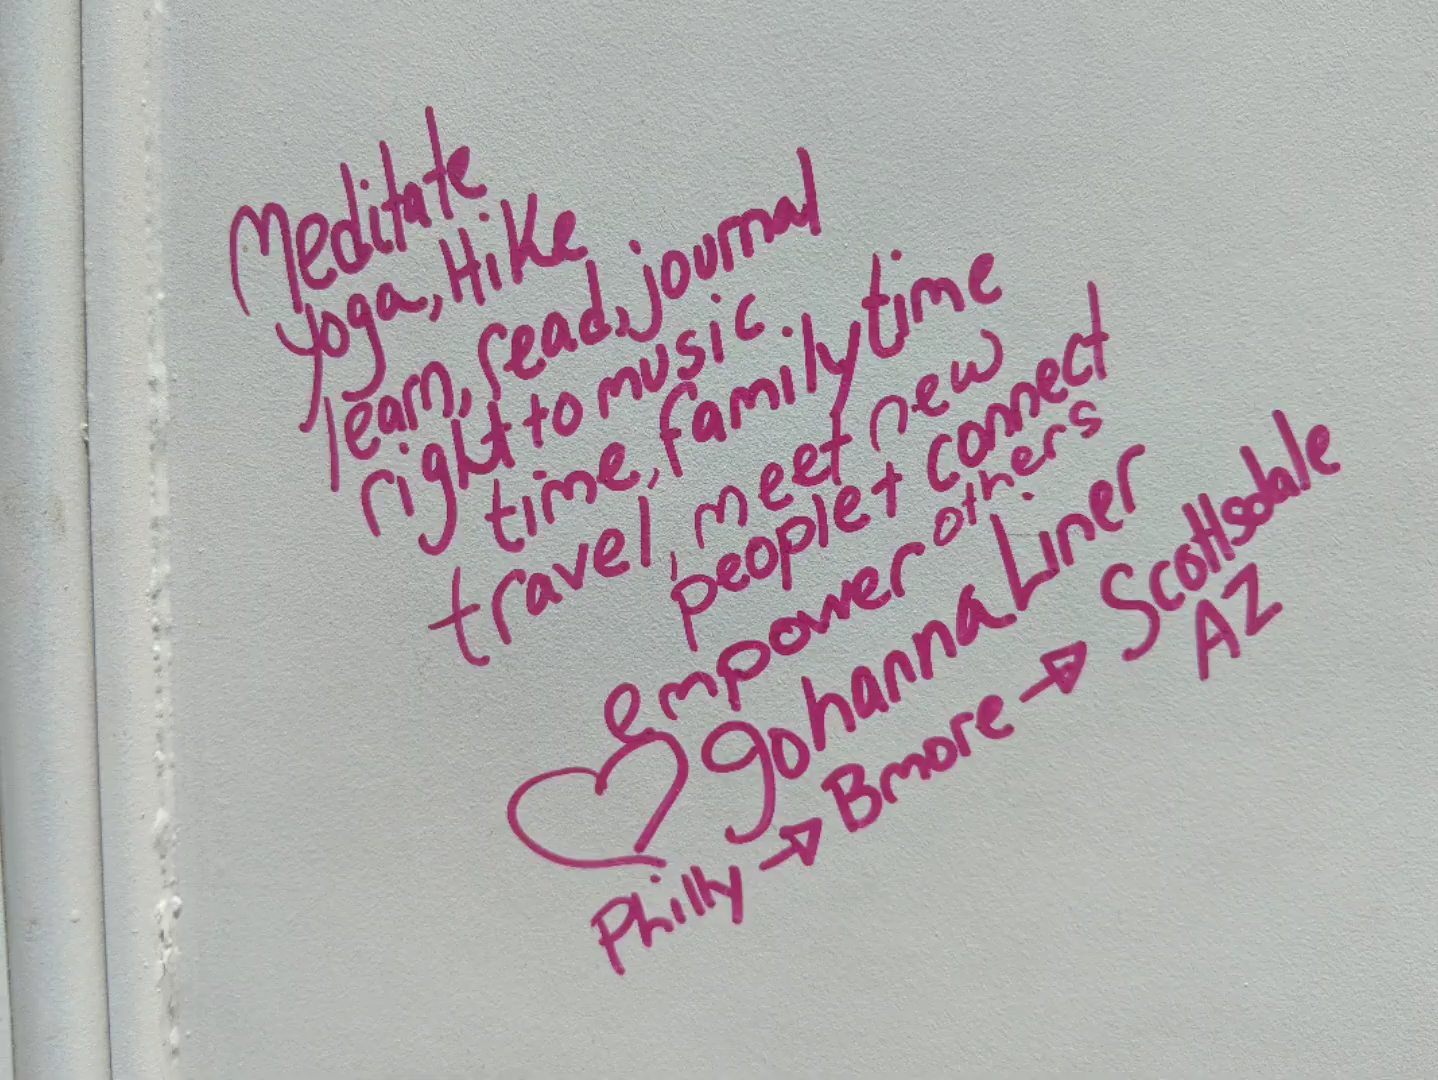 Meditate
Yoga, Hike
learn, read, journal
right to music
time, family time
travel, meet new
people + connect
empower others
Johanna Liner
Philly → Bmore → Scottsdale
AZ